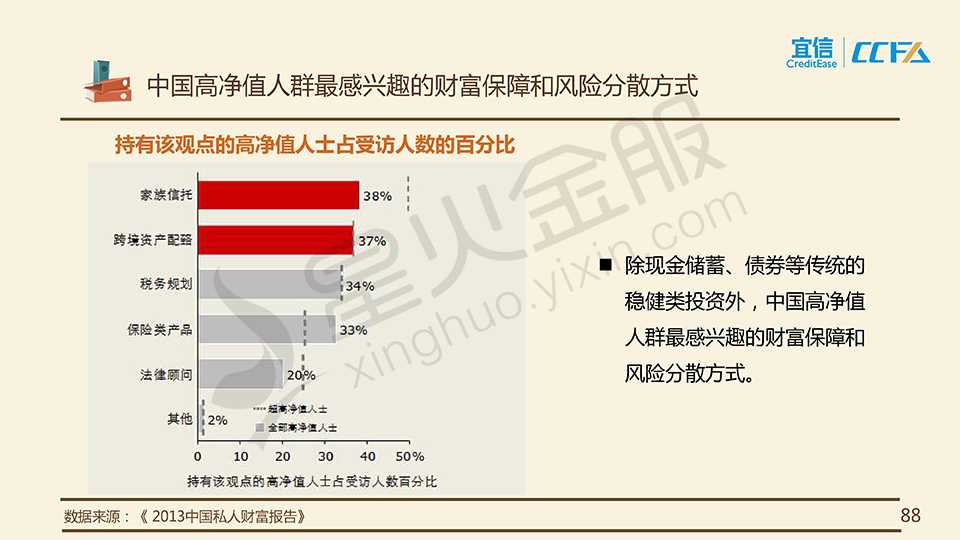 宜信
CreditEase
CCFA
中国高净值人群最感兴趣的财富保障和风险分散方式
持有该观点的高净值人士占受访人数的百分比
家族信托
38%
跨境资产配置
37%
税务规划
34%
保险类产品
33%
法律顾问
20%
其他
2%
超高净值人士
全部高净值人士
0 10 20 30 40 50%
持有该观点的高净值人士占受访人数百分比
■ 除现金储蓄、债券等传统的
稳健类投资外，中国高净值
人群最感兴趣的财富保障和
风险分散方式。
星火金服
xinghuo.yixin.com
数据来源：《 2013中国私人财富报告》
88